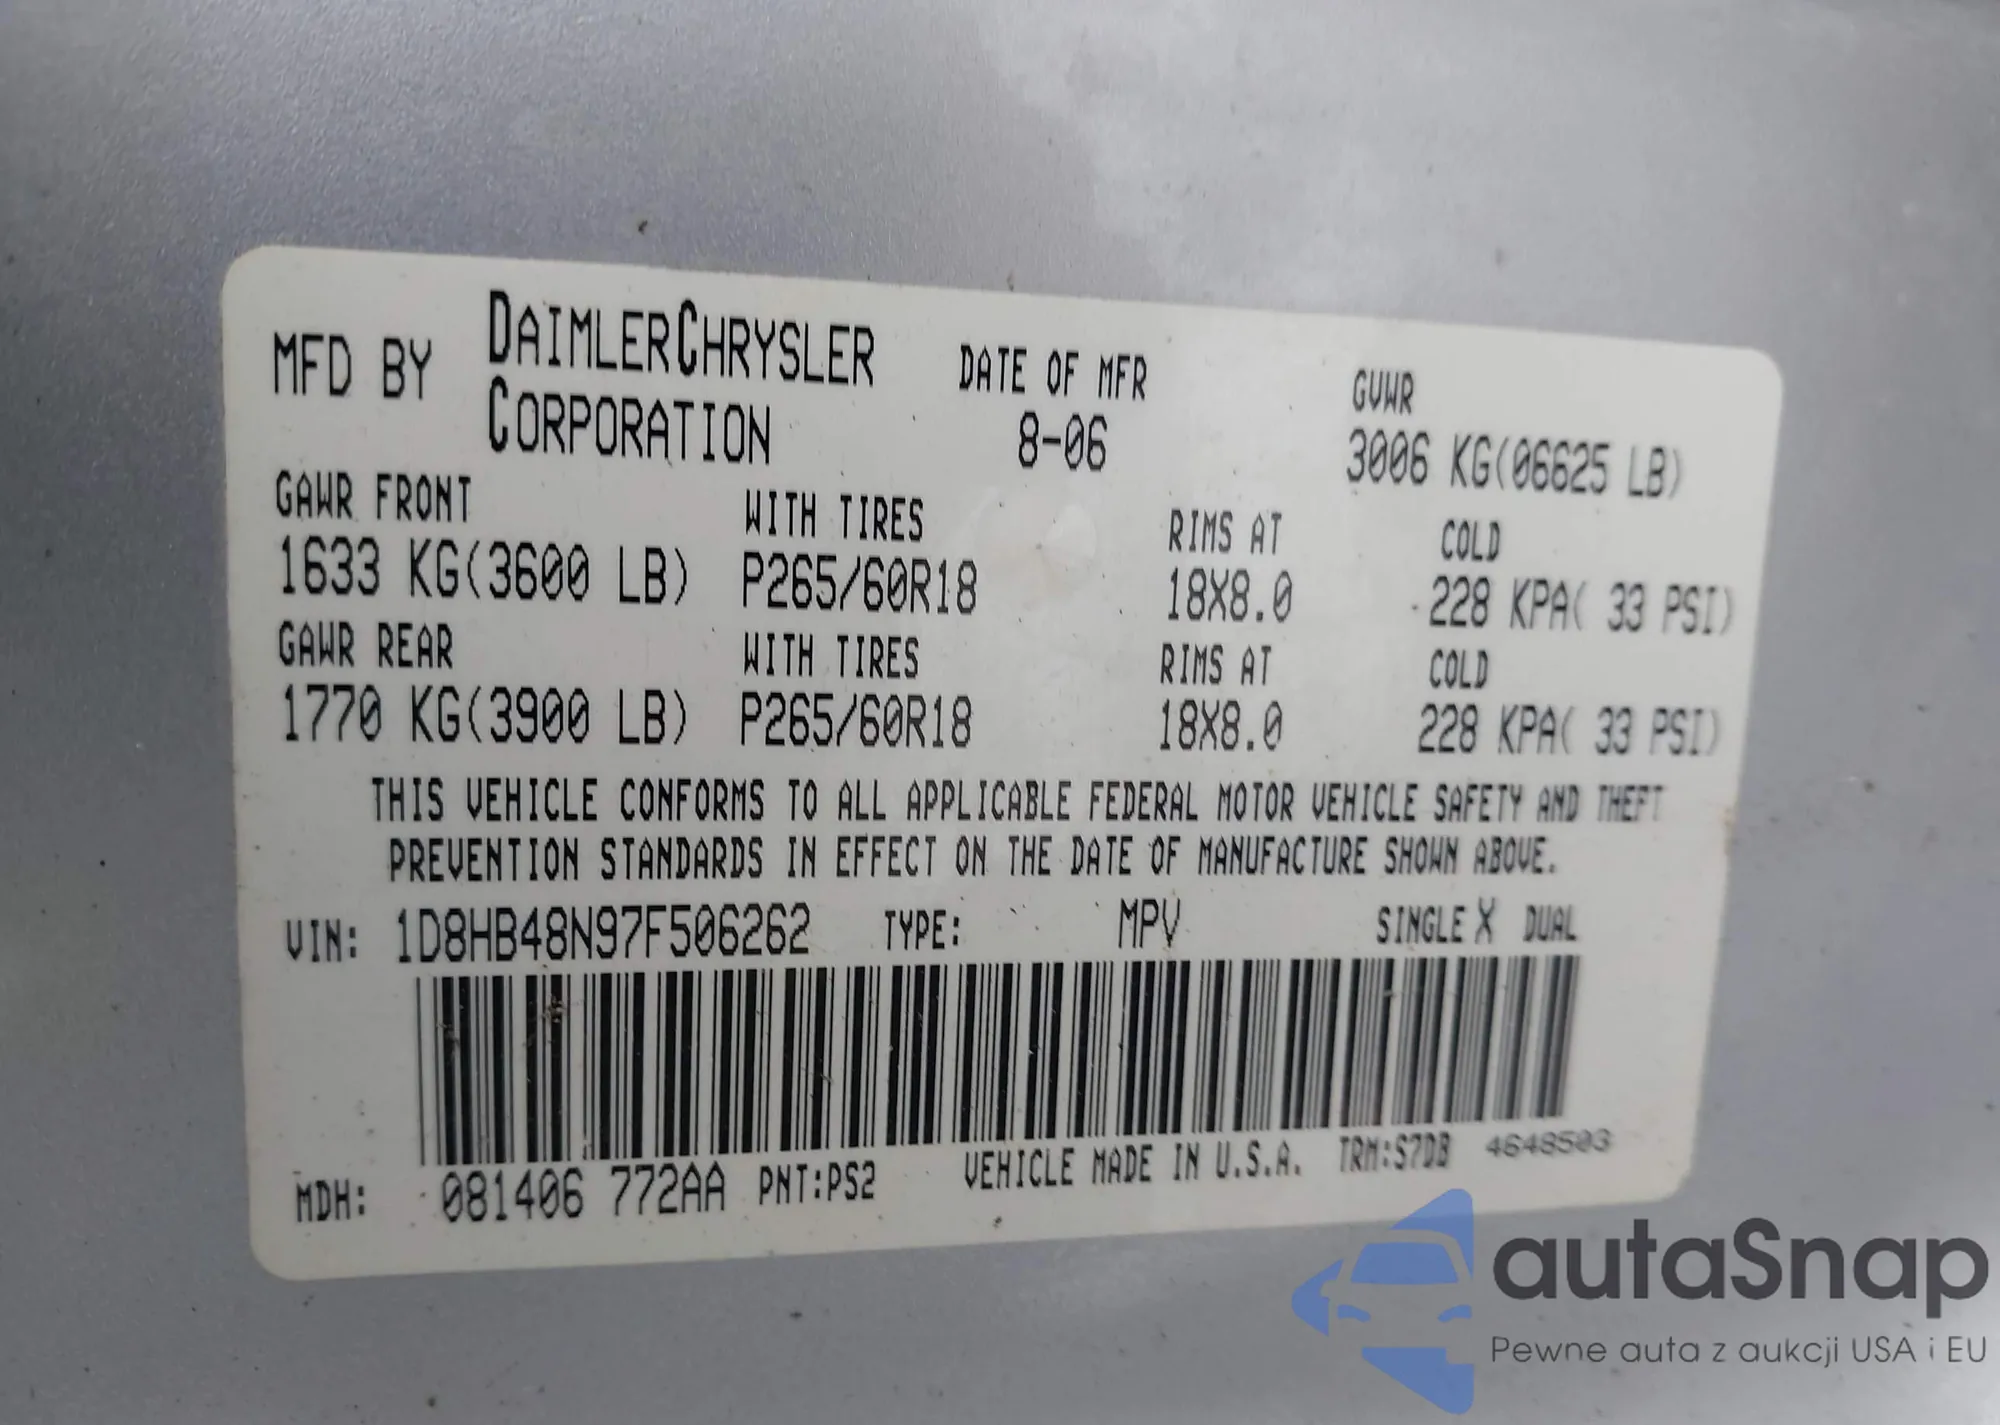 MFD BY DAIMLERCHRYSLER CORPORATION DATE OF MFR 8-06 GVWR 3006 KG(06625 LB)
GAWR FRONT WITH TIRES RIMS AT COLD
1633 KG(3600 LB) P265/60R18 18X8.0 228 KPA( 33 PSI)
GAWR REAR WITH TIRES RIMS AT COLD
1770 KG(3900 LB) P265/60R18 18X8.0 228 KPA( 33 PSI)
THIS VEHICLE CONFORMS TO ALL APPLICABLE FEDERAL MOTOR VEHICLE SAFETY AND THEFT
PREVENTION STANDARDS IN EFFECT ON THE DATE OF MANUFACTURE SHOWN ABOVE.
VIN: 1D8HB48N97F506262 TYPE: MPV SINGLE X DUAL
MDH: 081406 772AA PNT:PS2 VEHICLE MADE IN U.S.A. TRM:S7DB 4648503
autaSnap
Pewne auta z aukcji USA i EU